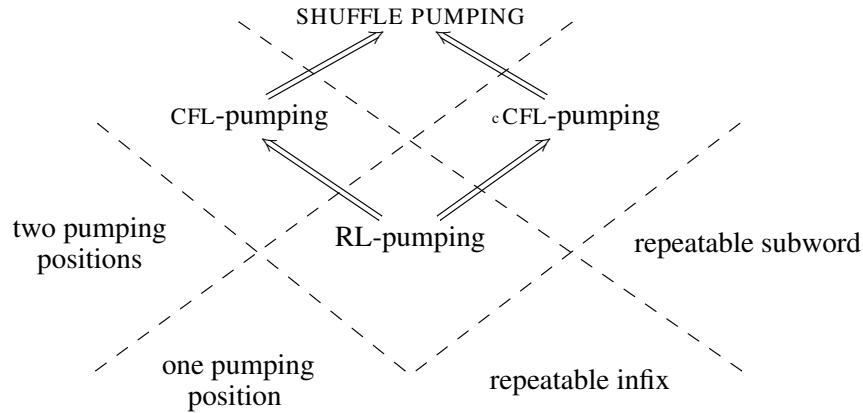 SHUFFLE PUMPING
CFL-pumping
cCFL-pumping
RL-pumping
two pumping
positions
repeatable subword
one pumping
position
repeatable infix